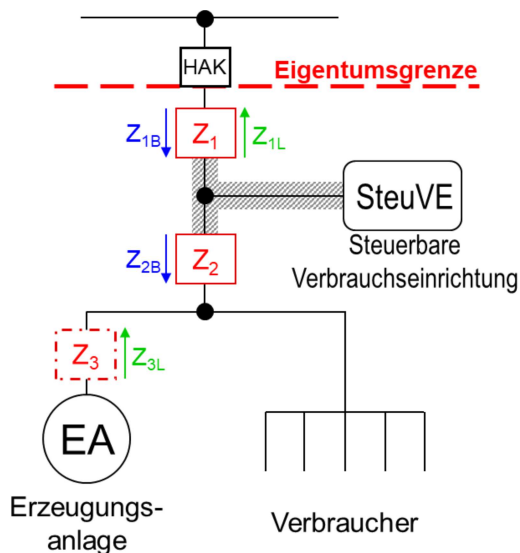 HAK
Eigentumsgrenze
Z1B
Z1
Z1L
SteuVE
Steuerbare
Verbrauchseinrichtung
Z2B
Z2
Z3
Z3L
EA
Erzeugungs-
anlage
Verbraucher